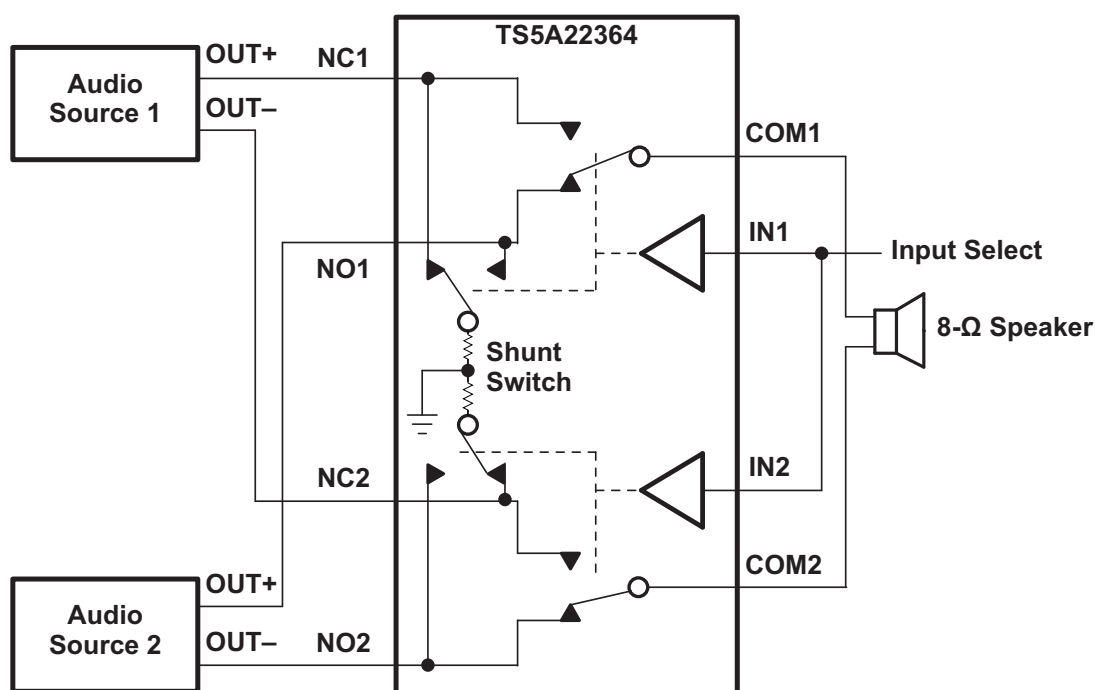 TS5A22364
Audio
Source 1
OUT+
NC1
OUT–
COM1
IN1
Input Select
NO1
8-Ω Speaker
Shunt
Switch
NC2
IN2
COM2
Audio
Source 2
OUT+
OUT–
NO2